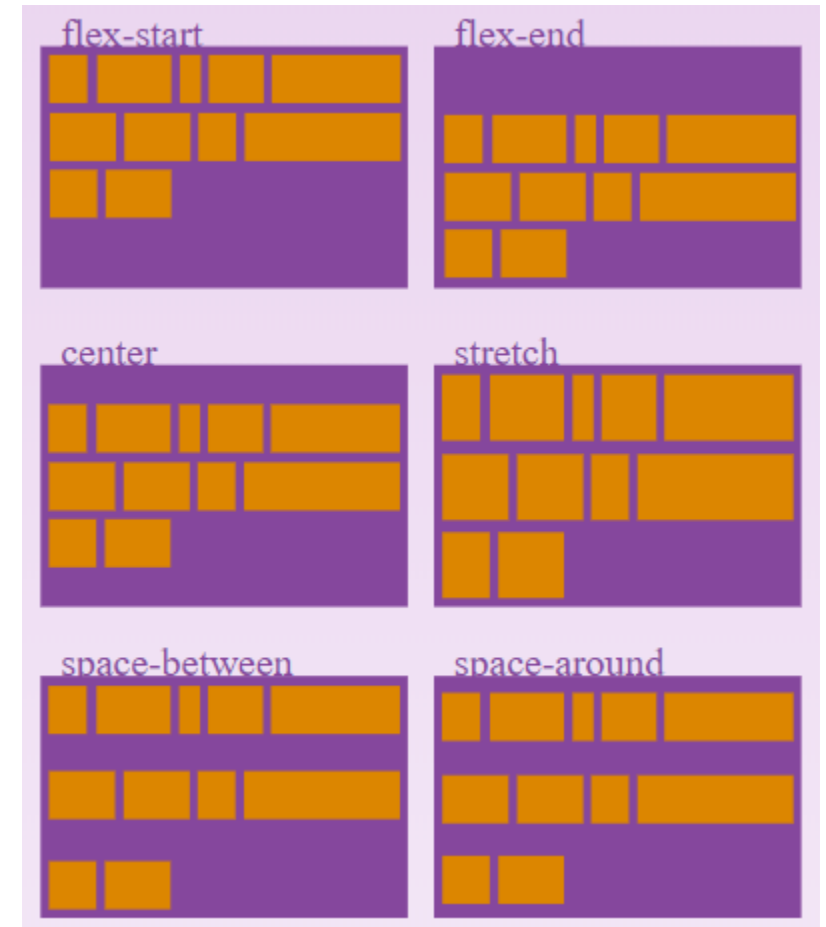 flex-start
flex-end
center
stretch
space-between
space-around